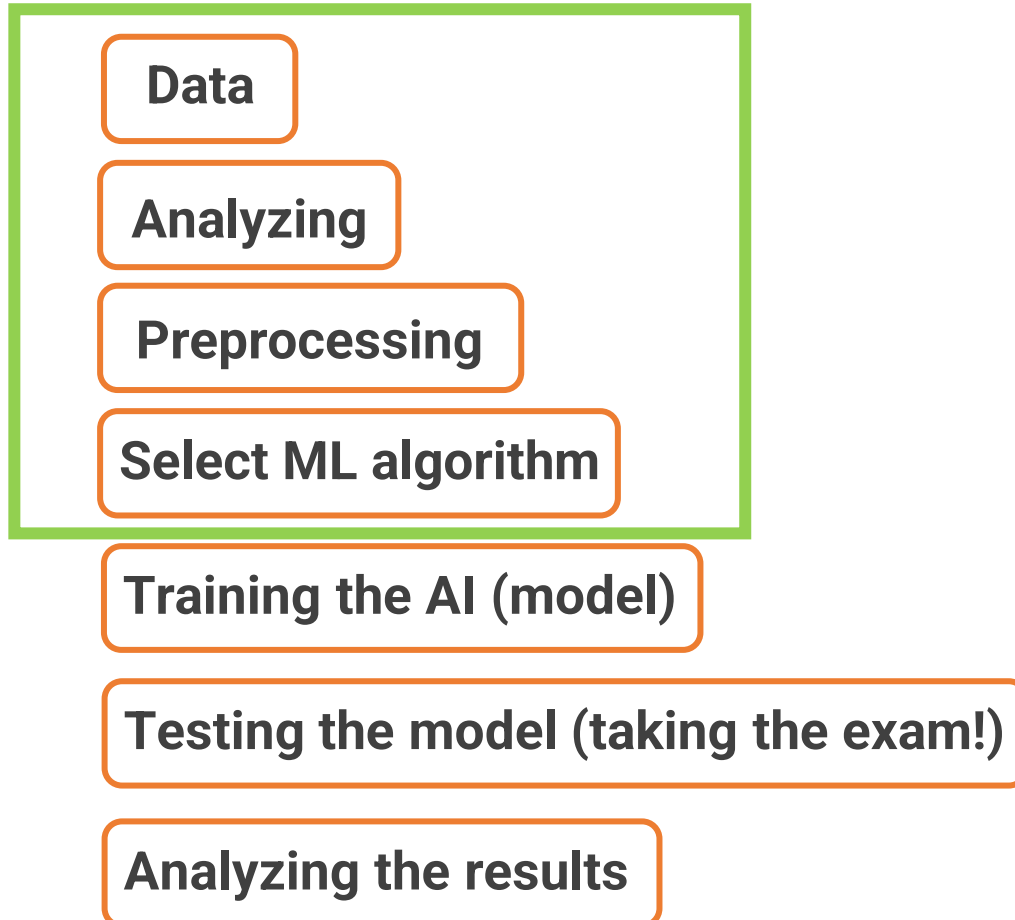 Data
Analyzing
Preprocessing
Select ML algorithm
Training the AI (model)
Testing the model (taking the exam!)
Analyzing the results